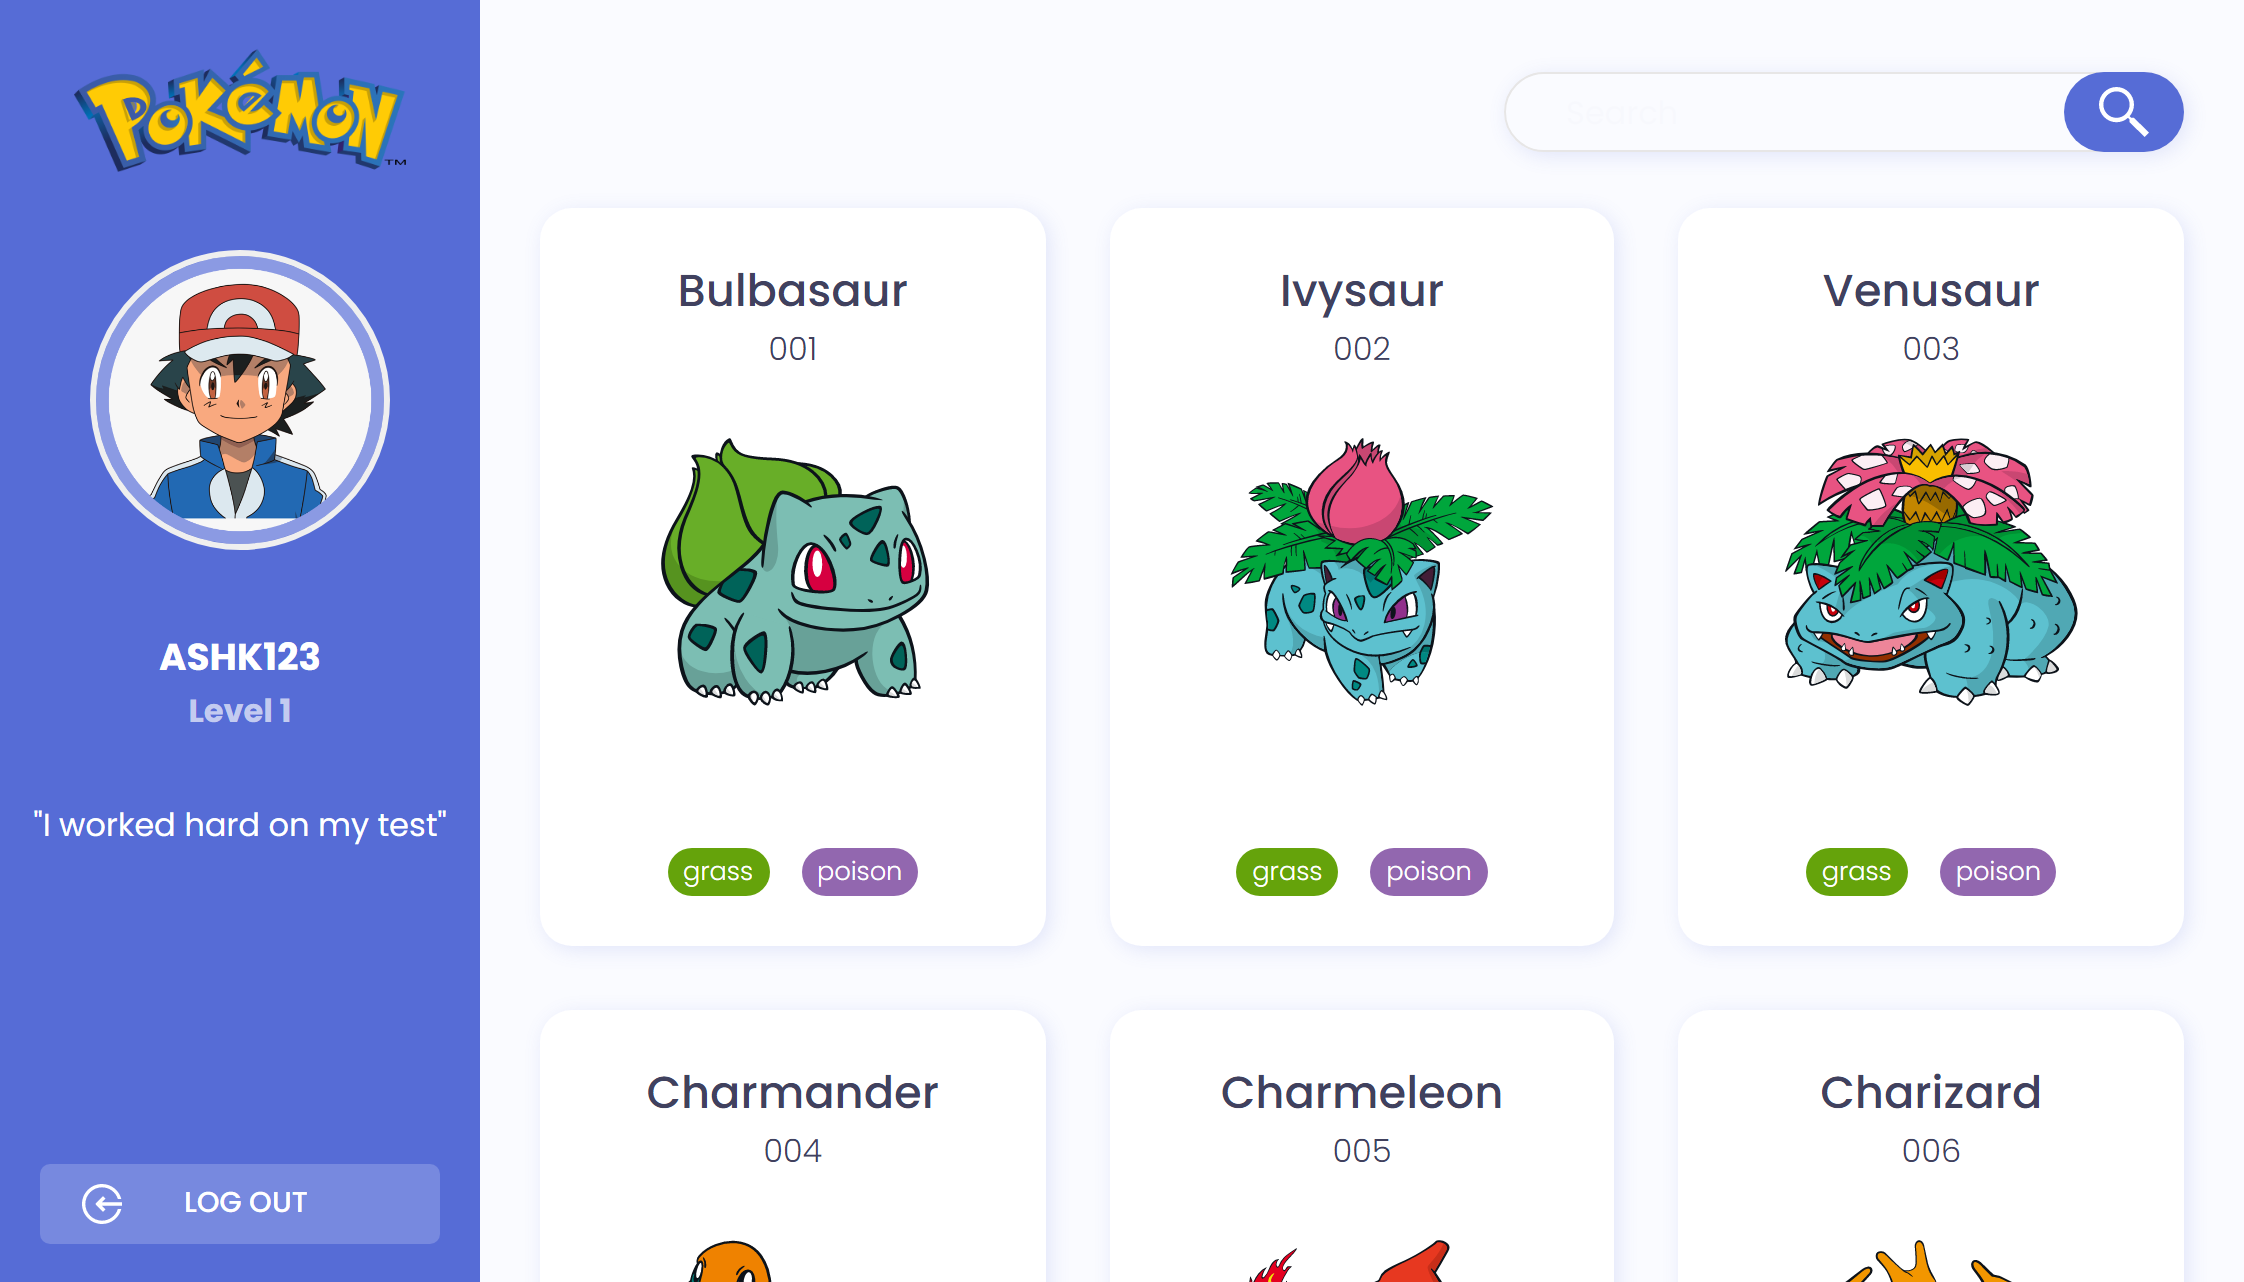 POKéMON
TM
ASHK123
Level 1
"I worked hard on my test"
LOG OUT
Search
Bulbasaur
001
grass
poison
Ivysaur
002
grass
poison
Venusaur
003
grass
poison
Charmander
004
Charmeleon
005
Charizard
006